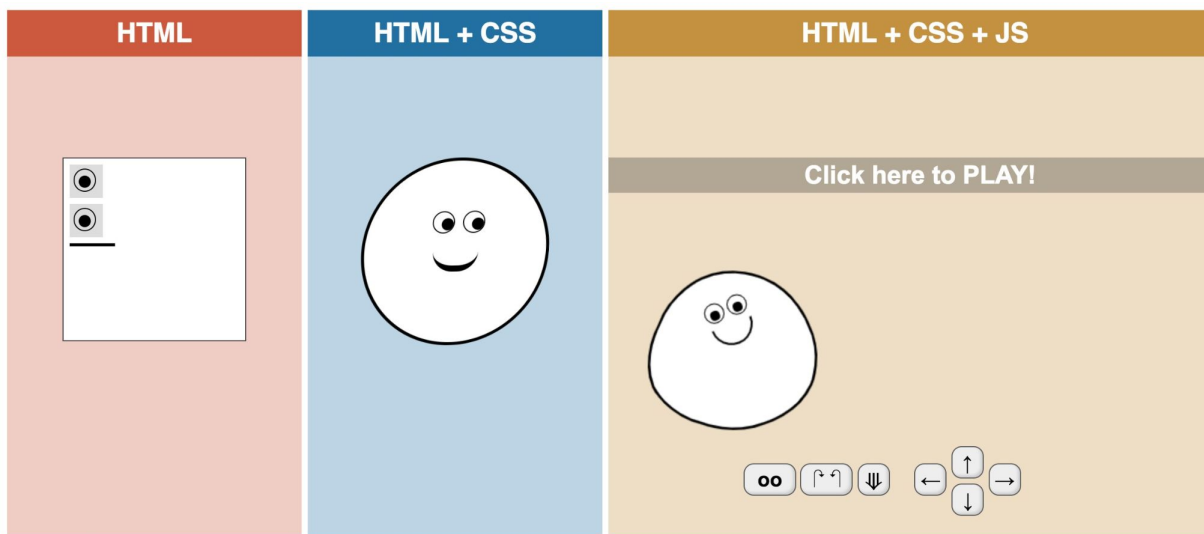 HTML
HTML + CSS
HTML + CSS + JS
Click here to PLAY!
oo
↑
← ↓ →